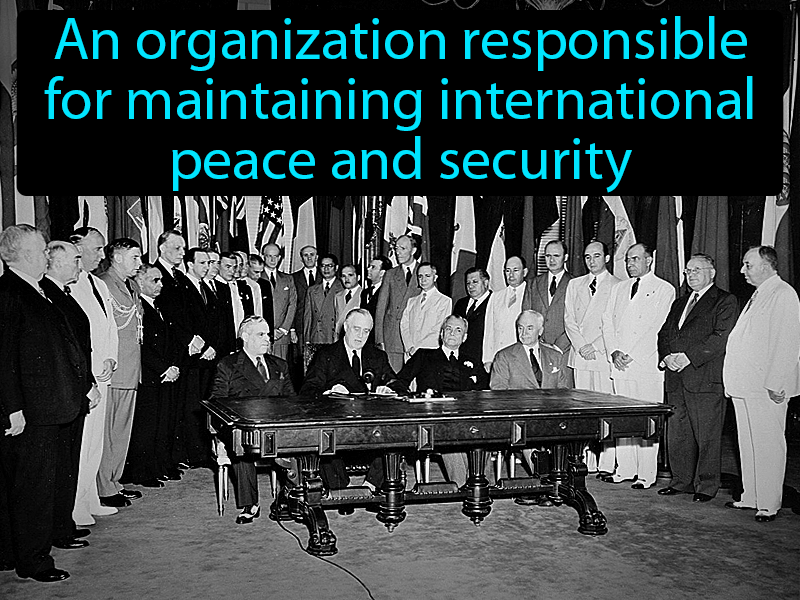 An organization responsible
for maintaining international
peace and security